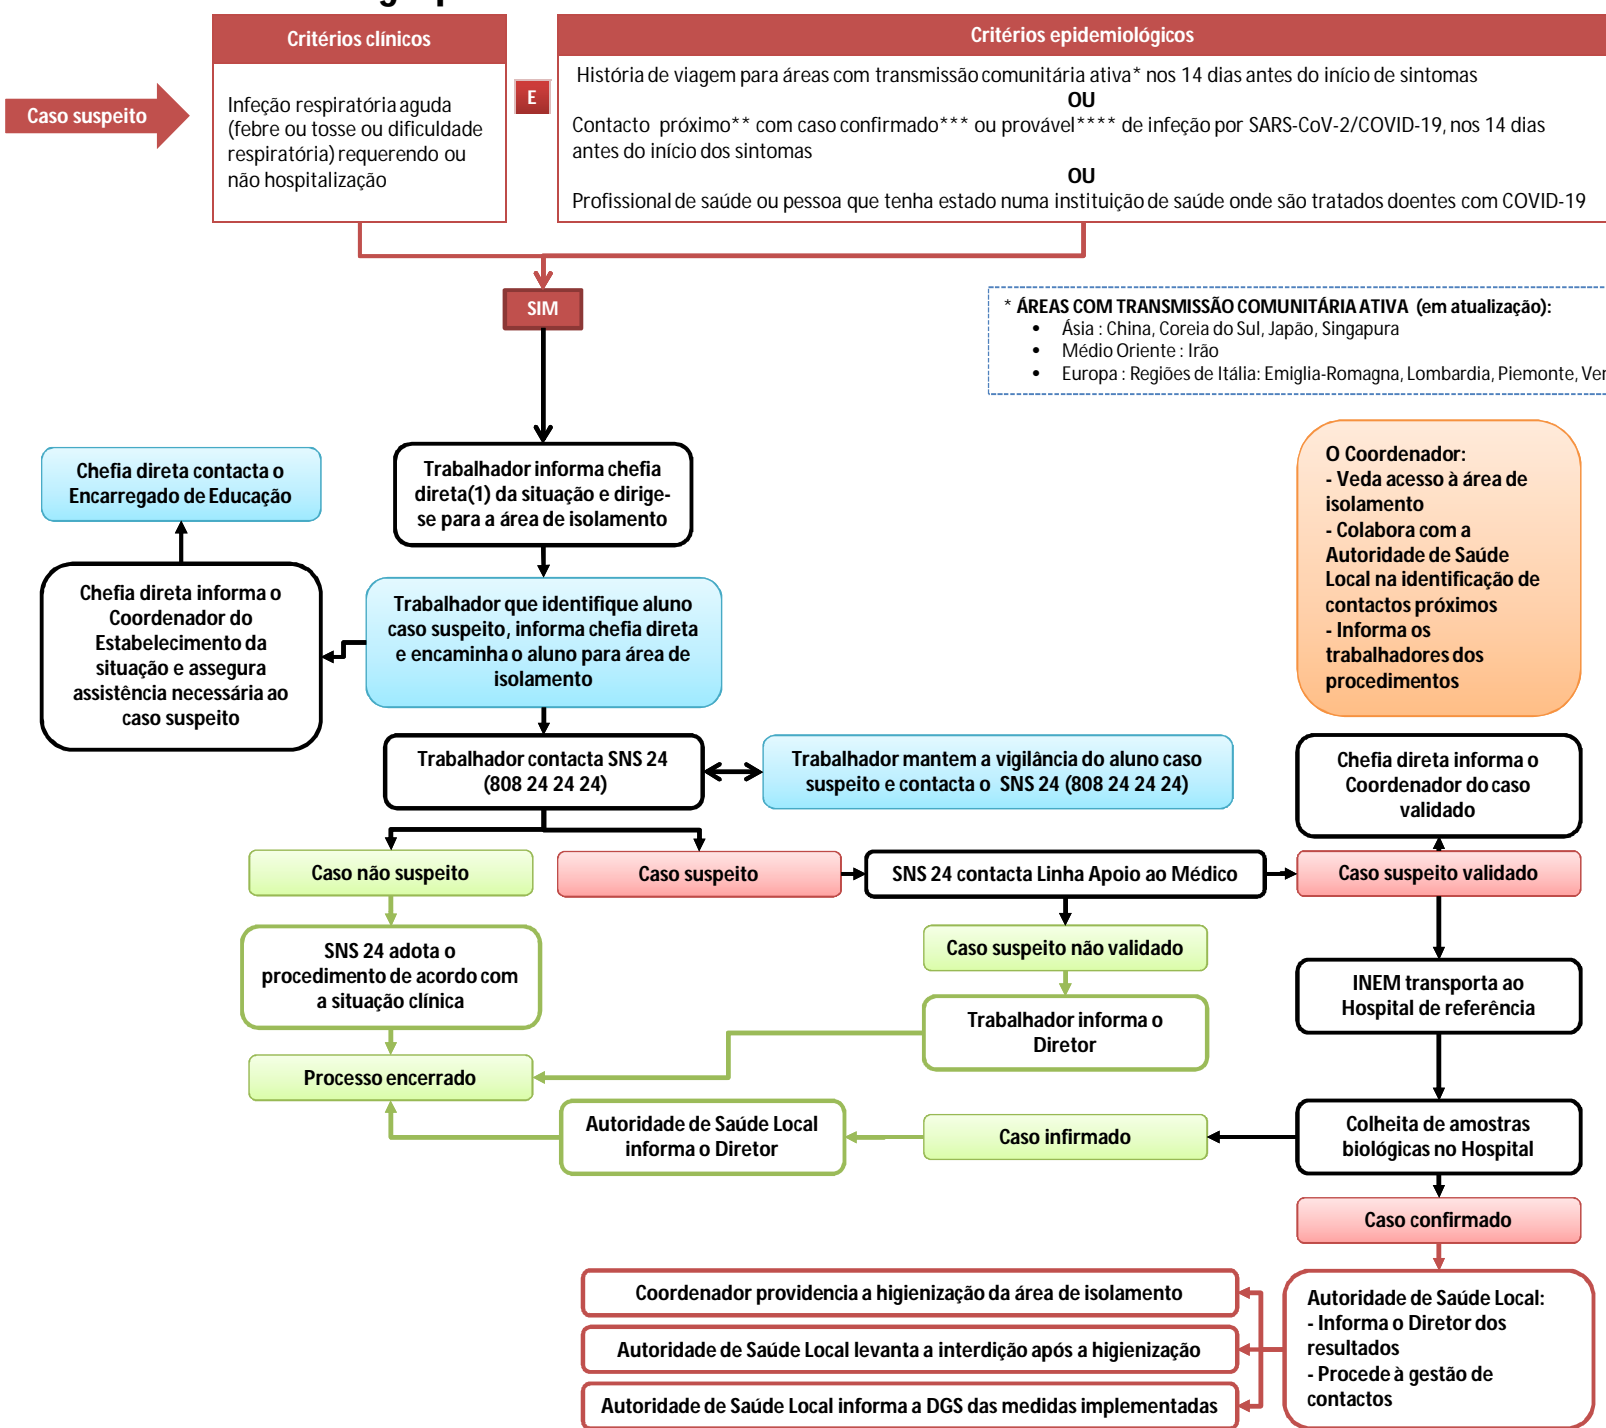 Critérios clínicos
Critérios epidemiológicos
Caso suspeito
Infeção respiratória aguda
(febre ou tosse ou dificuldade
respiratória) requerendo ou
não hospitalização
E
História de viagem para áreas com transmissão comunitária ativa* nos 14 dias antes do início de sintomas
OU
Contacto próximo** com caso confirmado*** ou provável**** de infeção por SARS-CoV-2/COVID-19, nos 14 dias
antes do início dos sintomas
OU
Profissional de saúde ou pessoa que tenha estado numa instituição de saúde onde são tratados doentes com COVID-19
SIM
* ÁREAS COM TRANSMISSÃO COMUNITÁRIA ATIVA (em atualização):
• Ásia : China, Coreia do Sul, Japão, Singapura
• Médio Oriente : Irão
• Europa : Regiões de Itália: Emiglia-Romagna, Lombardia, Piemonte,
Chefia direta contacta o
Encarregado de Educação
Trabalhador informa chefia
direta(1) da situação e dirige-
se para a área de isolamento
O Coordenador:
- Veda acesso à área de
isolamento
- Colabora com a
Autoridade de Saúde
Local na identificação de
contactos próximos
- Informa os
trabalhadores dos
procedimentos
Chefia direta informa o
Coordenador do
Estabelecimento da
situação e assegura
assistência necessária ao
caso suspeito
Trabalhador que identifique aluno
caso suspeito, informa chefia direta
e encaminha o aluno para área de
isolamento
Trabalhador contacta SNS 24
(808 24 24 24)
Trabalhador mantem a vigilância do aluno caso
suspeito e contacta o SNS 24 (808 24 24 24)
Chefia direta informa o
Coordenador do caso
validado
Caso não suspeito
Caso suspeito
SNS 24 contacta Linha Apoio ao Médico
Caso suspeito validado
SNS 24 adota o
procedimento de acordo com
a situação clínica
Caso suspeito não validado
INEM transporta ao
Hospital de referência
Trabalhador informa o
Diretor
Processo encerrado
Autoridade de Saúde Local
informa o Diretor
Caso infirmado
Colheita de amostras
biológicas no Hospital
Caso confirmado
Coordenador providencia a higienização da área de isolamento
Autoridade de Saúde Local levanta a interdição após a higienização
Autoridade de Saúde Local informa a DGS das medidas implementadas
Autoridade de Saúde Local:
- Informa o Diretor dos
resultados
- Procede à gestão de
contactos